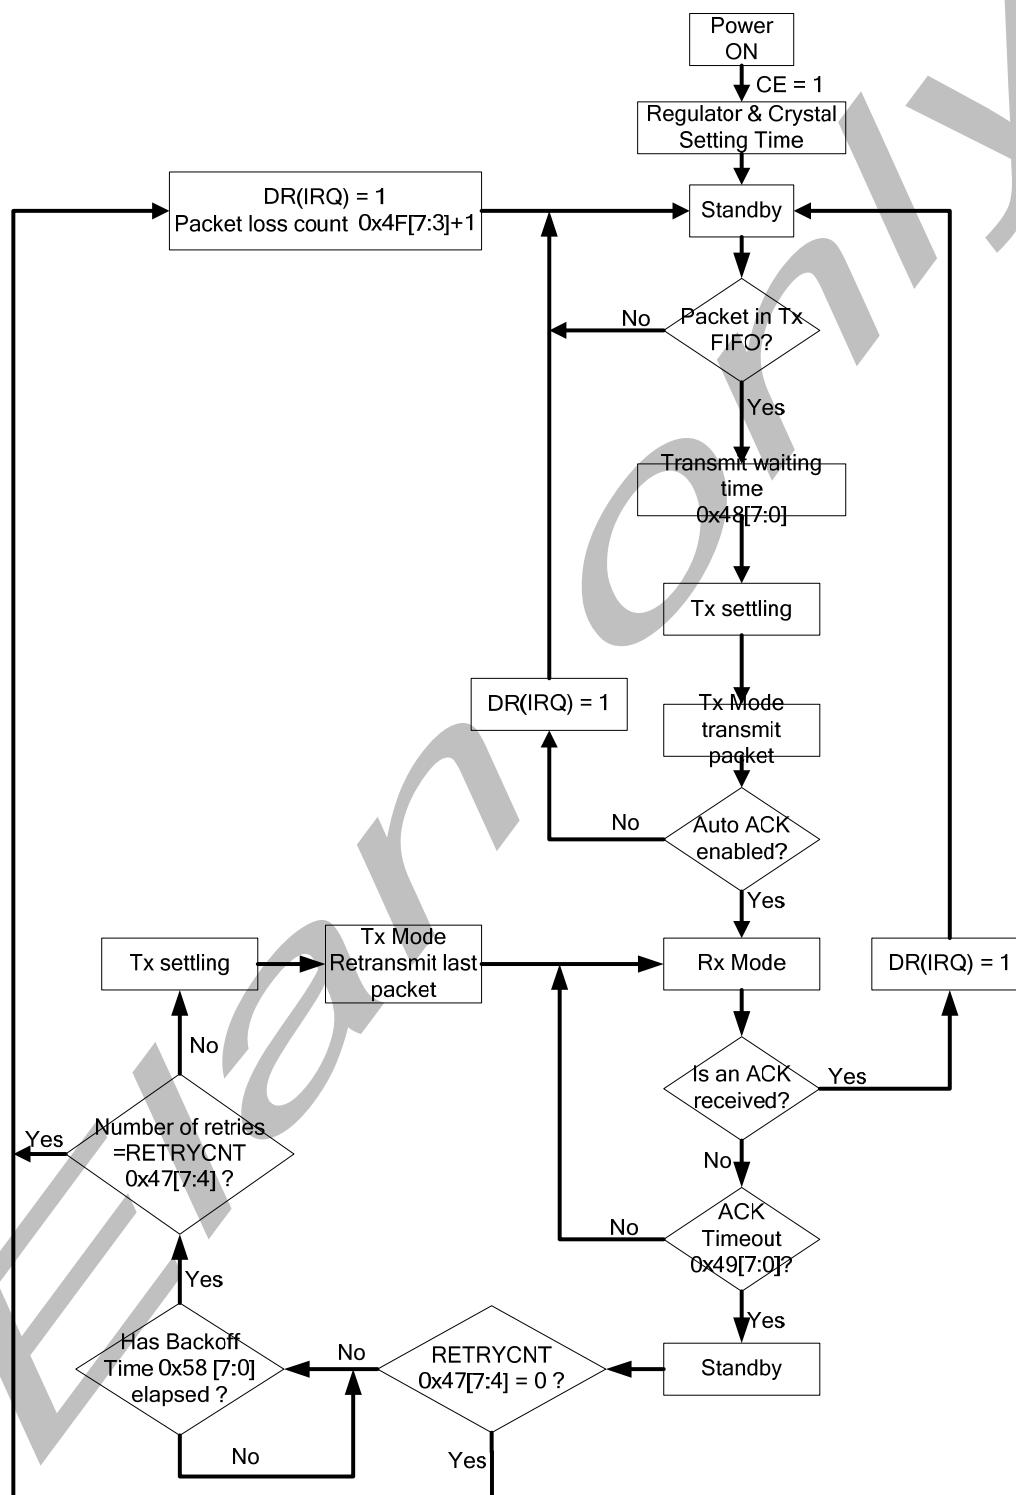 Power
ON
CE = 1
Regulator & Crystal
Setting Time
DR(IRQ) = 1
Packet loss count 0x4F[7:3]+1
Standby
No
Packet in Tx
FIFO?
Yes
Transmit waiting
time
0x48[7:0]
Tx settling
DR(IRQ) = 1
Tx Mode
transmit
packet
No
Auto ACK
enabled?
Yes
Tx settling
Tx Mode
Retransmit last
packet
Rx Mode
DR(IRQ) = 1
No
Is an ACK
received?
Yes
Yes
Number of retries
=RETRYCNT
0x47[7:4] ?
No
No
ACK
Timeout
0x49[7:0]?
Yes
Yes
Has Backoff
Time 0x58 [7:0]
elapsed ?
No
RETRYCNT
0x47[7:4] = 0 ?
Standby
No
Yes
Elan only